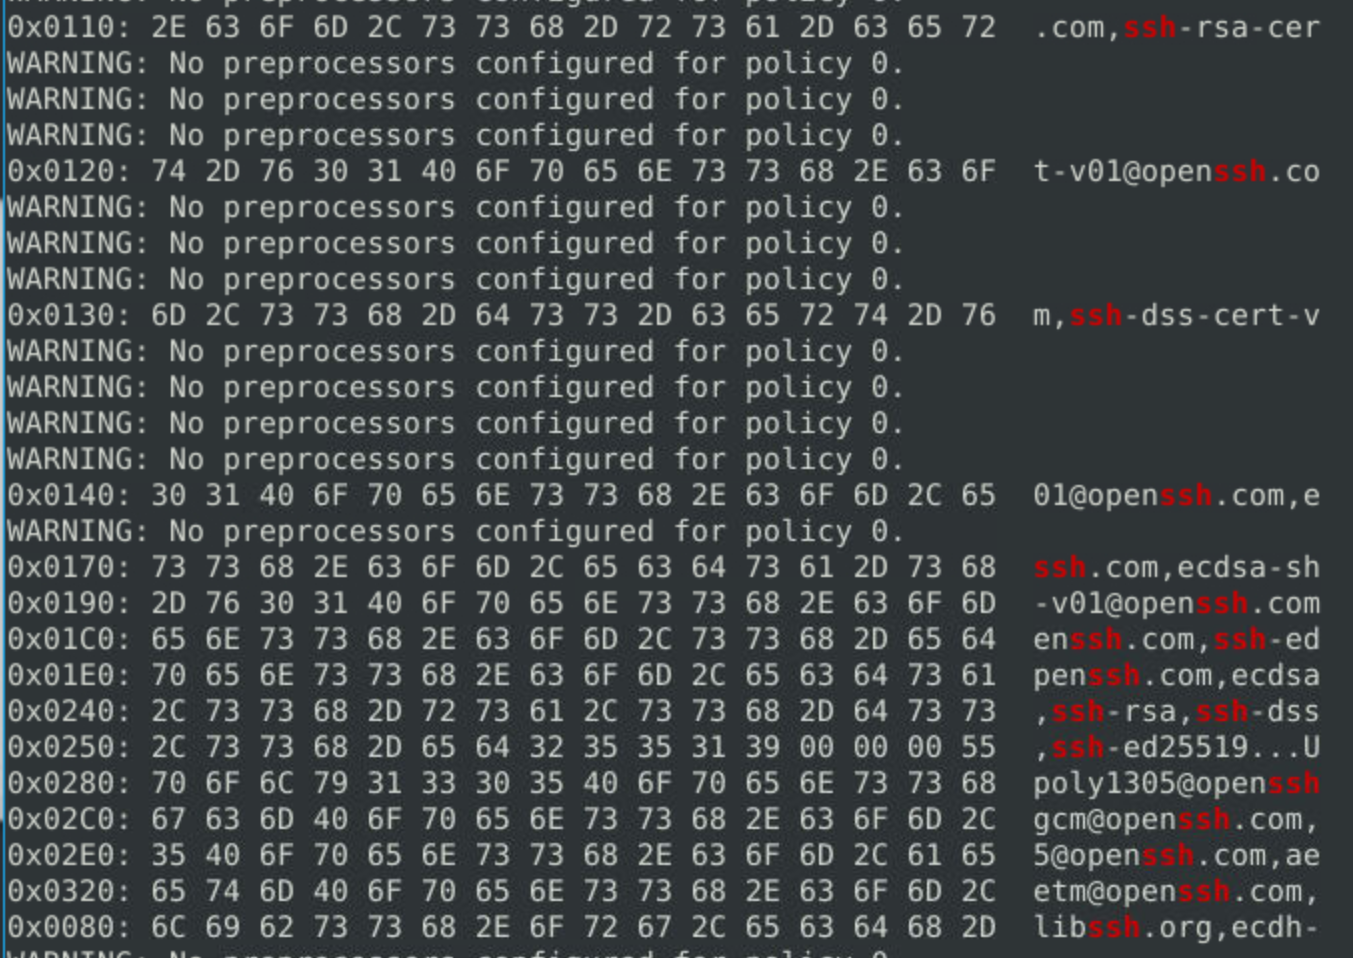 0x0110: 2E 63 6F 6D 2C 73 73 68 2D 72 73 61 2D 63 65 72  .com,ssh-rsa-cer
WARNING: No preprocessors configured for policy 0.
WARNING: No preprocessors configured for policy 0.
WARNING: No preprocessors configured for policy 0.
0x0120: 74 2D 76 30 31 40 6F 70 65 6E 73 73 68 2E 63 6F  t-v01@openssh.co
WARNING: No preprocessors configured for policy 0.
WARNING: No preprocessors configured for policy 0.
WARNING: No preprocessors configured for policy 0.
0x0130: 6D 2C 73 73 68 2D 64 73 73 2D 63 65 72 74 2D 76  m,ssh-dss-cert-v
WARNING: No preprocessors configured for policy 0.
WARNING: No preprocessors configured for policy 0.
WARNING: No preprocessors configured for policy 0.
WARNING: No preprocessors configured for policy 0.
0x0140: 30 31 40 6F 70 65 6E 73 73 68 2E 63 6F 6D 2C 65  01@openssh.com,e
WARNING: No preprocessors configured for policy 0.
0x0170: 73 73 68 2E 63 6F 6D 2C 65 63 64 73 61 2D 73 68  ssh.com,ecdsa-sh
0x0190: 2D 76 30 31 40 6F 70 65 6E 73 73 68 2E 63 6F 6D  -v01@openssh.com
0x01C0: 65 6E 73 73 68 2E 63 6F 6D 2C 73 73 68 2D 65 64  enssh.com,ssh-ed
0x01E0: 70 65 6E 73 73 68 2E 63 6F 6D 2C 65 63 64 73 61  penssh.com,ecdsa
0x0240: 2C 73 73 68 2D 72 73 61 2C 73 73 68 2D 64 73 73  ,ssh-rsa,ssh-dss
0x0250: 2C 73 73 68 2D 65 64 32 35 35 31 39 00 00 00 55  ,ssh-ed25519...U
0x0280: 70 6F 6C 79 31 33 30 35 40 6F 70 65 6E 73 73 68  poly1305@openssh
0x02C0: 67 63 6D 40 6F 70 65 6E 73 73 68 2E 63 6F 6D 2C  gcm@openssh.com,
0x02E0: 35 40 6F 70 65 6E 73 73 68 2E 63 6F 6D 2C 61 65  5@openssh.com,ae
0x0320: 65 74 6D 40 6F 70 65 6E 73 73 68 2E 63 6F 6D 2C  etm@openssh.com,
0x0080: 6C 69 62 73 73 68 2E 6F 72 67 2C 65 63 64 68 2D  libssh.org,ecdh-